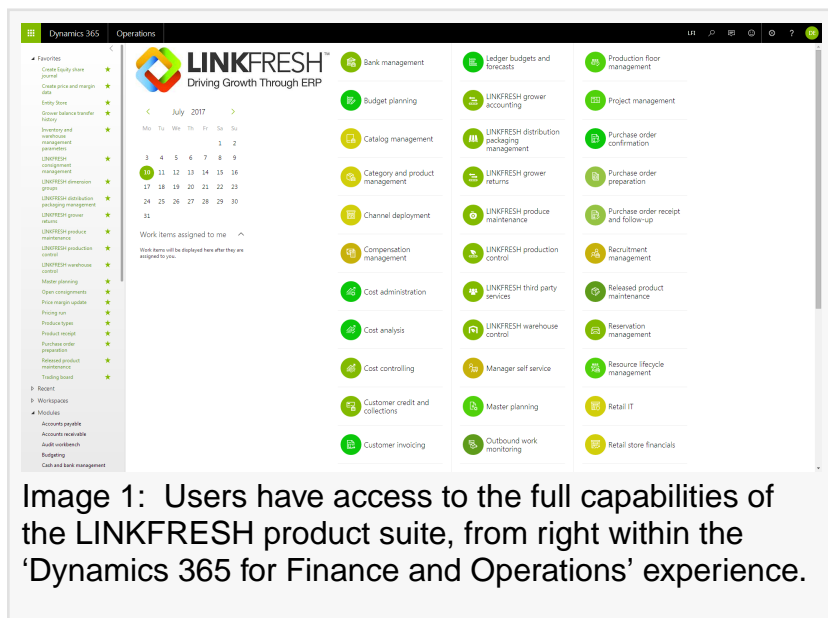 Dynamics 365
Operations
LFI
?
DE
Favorites
Create Equity share
journal
Create price and margin
data
Entity Store
Grower balance transfer
history
Inventory and
warehouse
management
parameters
LINKFRESH
consignment
management
LINKFRESH dimension
groups
LINKFRESH distribution
packaging management
LINKFRESH grower
returns
LINKFRESH produce
maintenance
LINKFRESH production
control
LINKFRESH warehouse
control
Master planning
Open consignments
Price margin update
Pricing run
Produce types
Product receipt
Purchase order
preparation
Released product
maintenance
Trading board
Recent
Workspaces
Modules
Accounts payable
Accounts receivable
Audit workbench
Budgeting
Cash and bank management
LINKFRESH™
Driving Growth Through ERP
July 2017
Mo Tu We Th Fr Sa Su
1 2
3 4 5 6 7 8 9
10 11 12 13 14 15 16
17 18 19 20 21 22 23
24 25 26 27 28 29 30
31
Work items assigned to me
Work items will be displayed here after they are
assigned to you.
Bank management
Budget planning
Catalog management
Category and product
management
Channel deployment
Compensation
management
Cost administration
Cost analysis
Cost controlling
Customer credit and
collections
Customer invoicing
Ledger budgets and
forecasts
LINKFRESH grower
accounting
LINKFRESH distribution
packaging
management
LINKFRESH grower
returns
LINKFRESH produce
maintenance
LINKFRESH production
control
LINKFRESH third party
services
LINKFRESH warehouse
control
Manager self service
Master planning
Outbound work
monitoring
Production floor
management
Project management
Purchase order
confirmation
Purchase order
preparation
Purchase order receipt
and follow-up
Recruitment
management
Released product
maintenance
Reservation
management
Resource lifecycle
management
Retail IT
Retail store financials
Image 1:  Users have access to the full capabilities of
the LINKFRESH product suite, from right within the
‘Dynamics 365 for Finance and Operations’ experience.